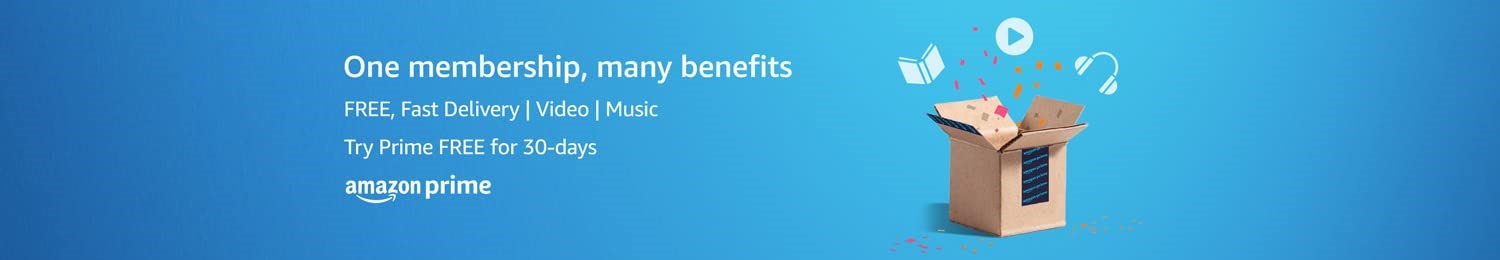 One membership, many benefits
FREE, Fast Delivery | Video | Music
Try Prime FREE for 30-days
amazon prime